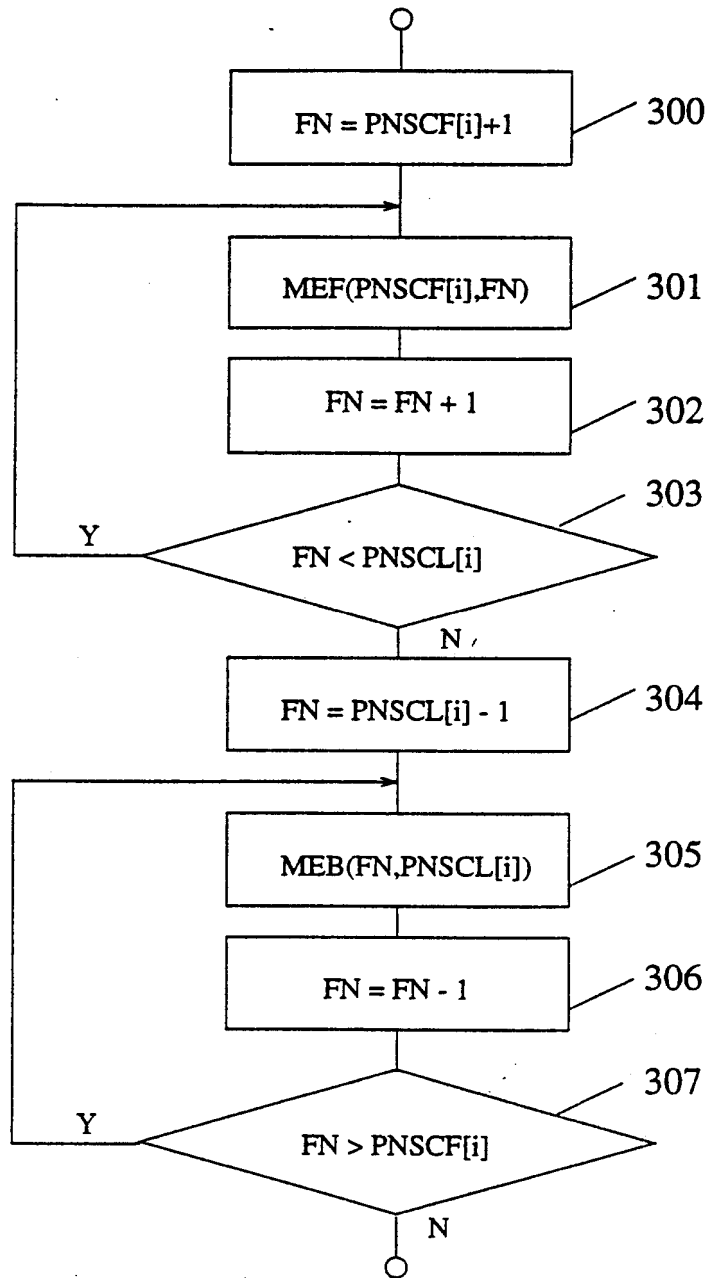 FN = PNSCF[i]+1
300
MEF(PNSCF[i],FN)
301
FN = FN + 1
302
303
Y
FN < PNSCL[i]
N
FN = PNSCL[i] - 1
304
MEB(FN,PNSCL[i])
305
FN = FN - 1
306
307
Y
FN > PNSCF[i]
N